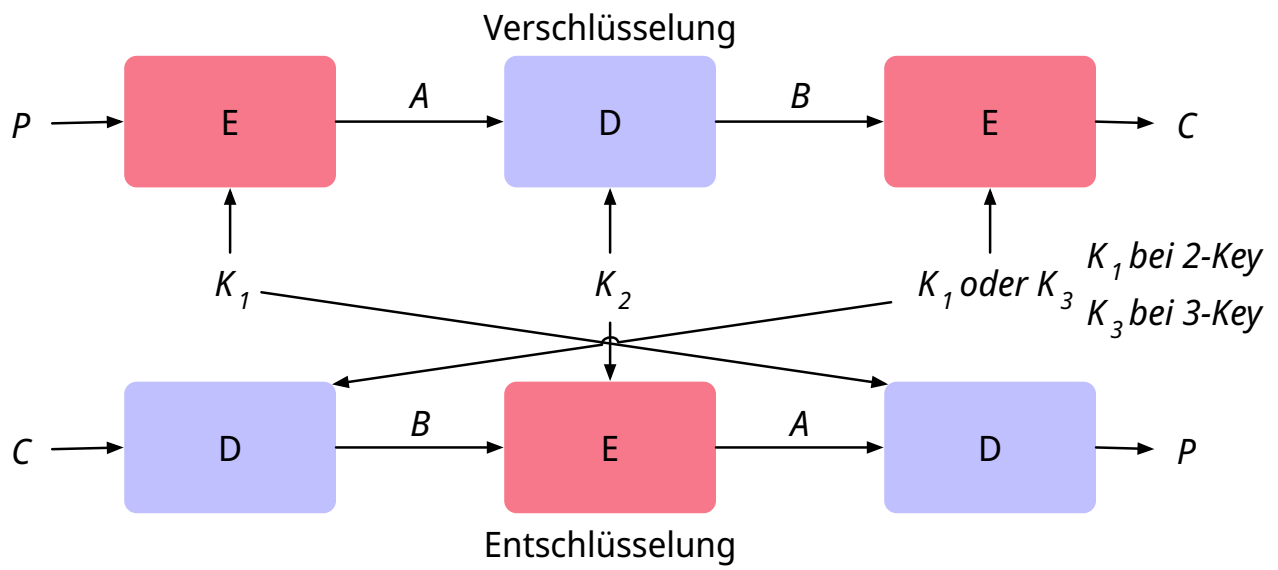 Verschlüsselung
P E A D B E C
K1 K2 K1 oder K3
K1 bei 2-Key
K3 bei 3-Key
C D B E A D P
Entschlüsselung